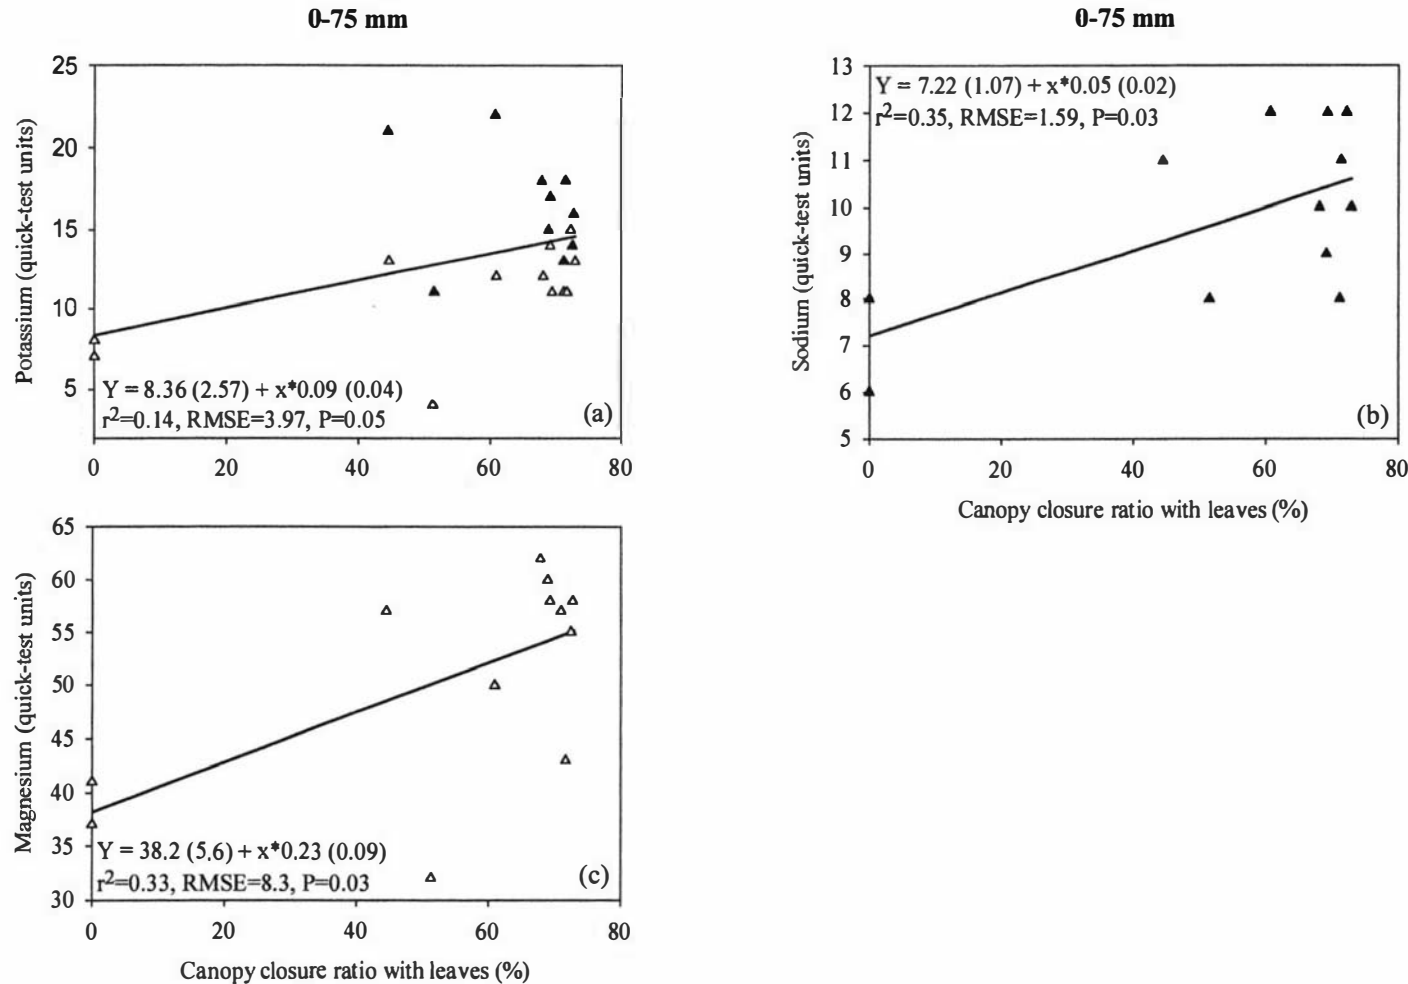 0-75 mm
25
20
15
10
5
Potassium (quick-test units)
Y = 8.36 (2.57) + x*0.09 (0.04)
r²=0.14, RMSE=3.97, P=0.05
(a)
0 20 40 60 80
0-75 mm
13
12
11
10
9
8
7
6
5
Sodium (quick-test units)
Y = 7.22 (1.07) + x*0.05 (0.02)
r²=0.35, RMSE=1.59, P=0.03
(b)
0 20 40 60 80
Canopy closure ratio with leaves (%)
65
60
55
50
45
40
35
30
Magnesium (quick-test units)
Y = 38.2 (5.6) + x*0.23 (0.09)
r²=0.33, RMSE=8.3, P=0.03
(c)
0 20 40 60 80
Canopy closure ratio with leaves (%)